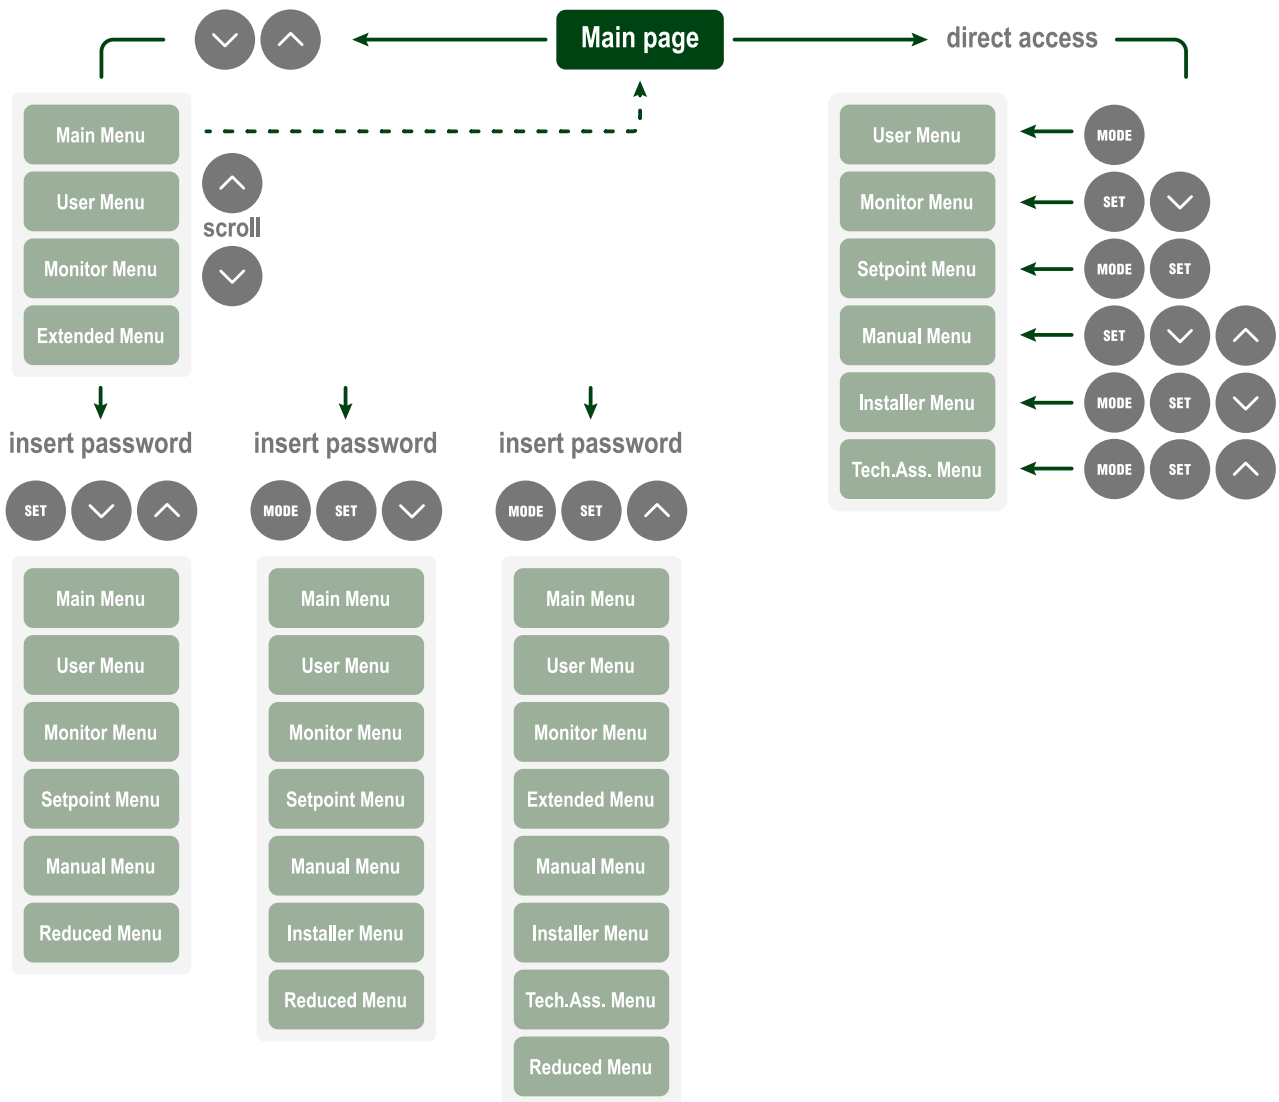 Main page
direct access
Main Menu
User Menu
Monitor Menu
Extended Menu
scroll
User Menu
MODE
Monitor Menu
SET
Setpoint Menu
MODE SET
Manual Menu
SET
Installer Menu
MODE SET
Tech.Ass. Menu
MODE SET
insert password
SET
Main Menu
User Menu
Monitor Menu
Setpoint Menu
Manual Menu
Reduced Menu
insert password
MODE SET
Main Menu
User Menu
Monitor Menu
Setpoint Menu
Manual Menu
Installer Menu
Reduced Menu
insert password
MODE SET
Main Menu
User Menu
Monitor Menu
Extended Menu
Manual Menu
Installer Menu
Tech.Ass. Menu
Reduced Menu